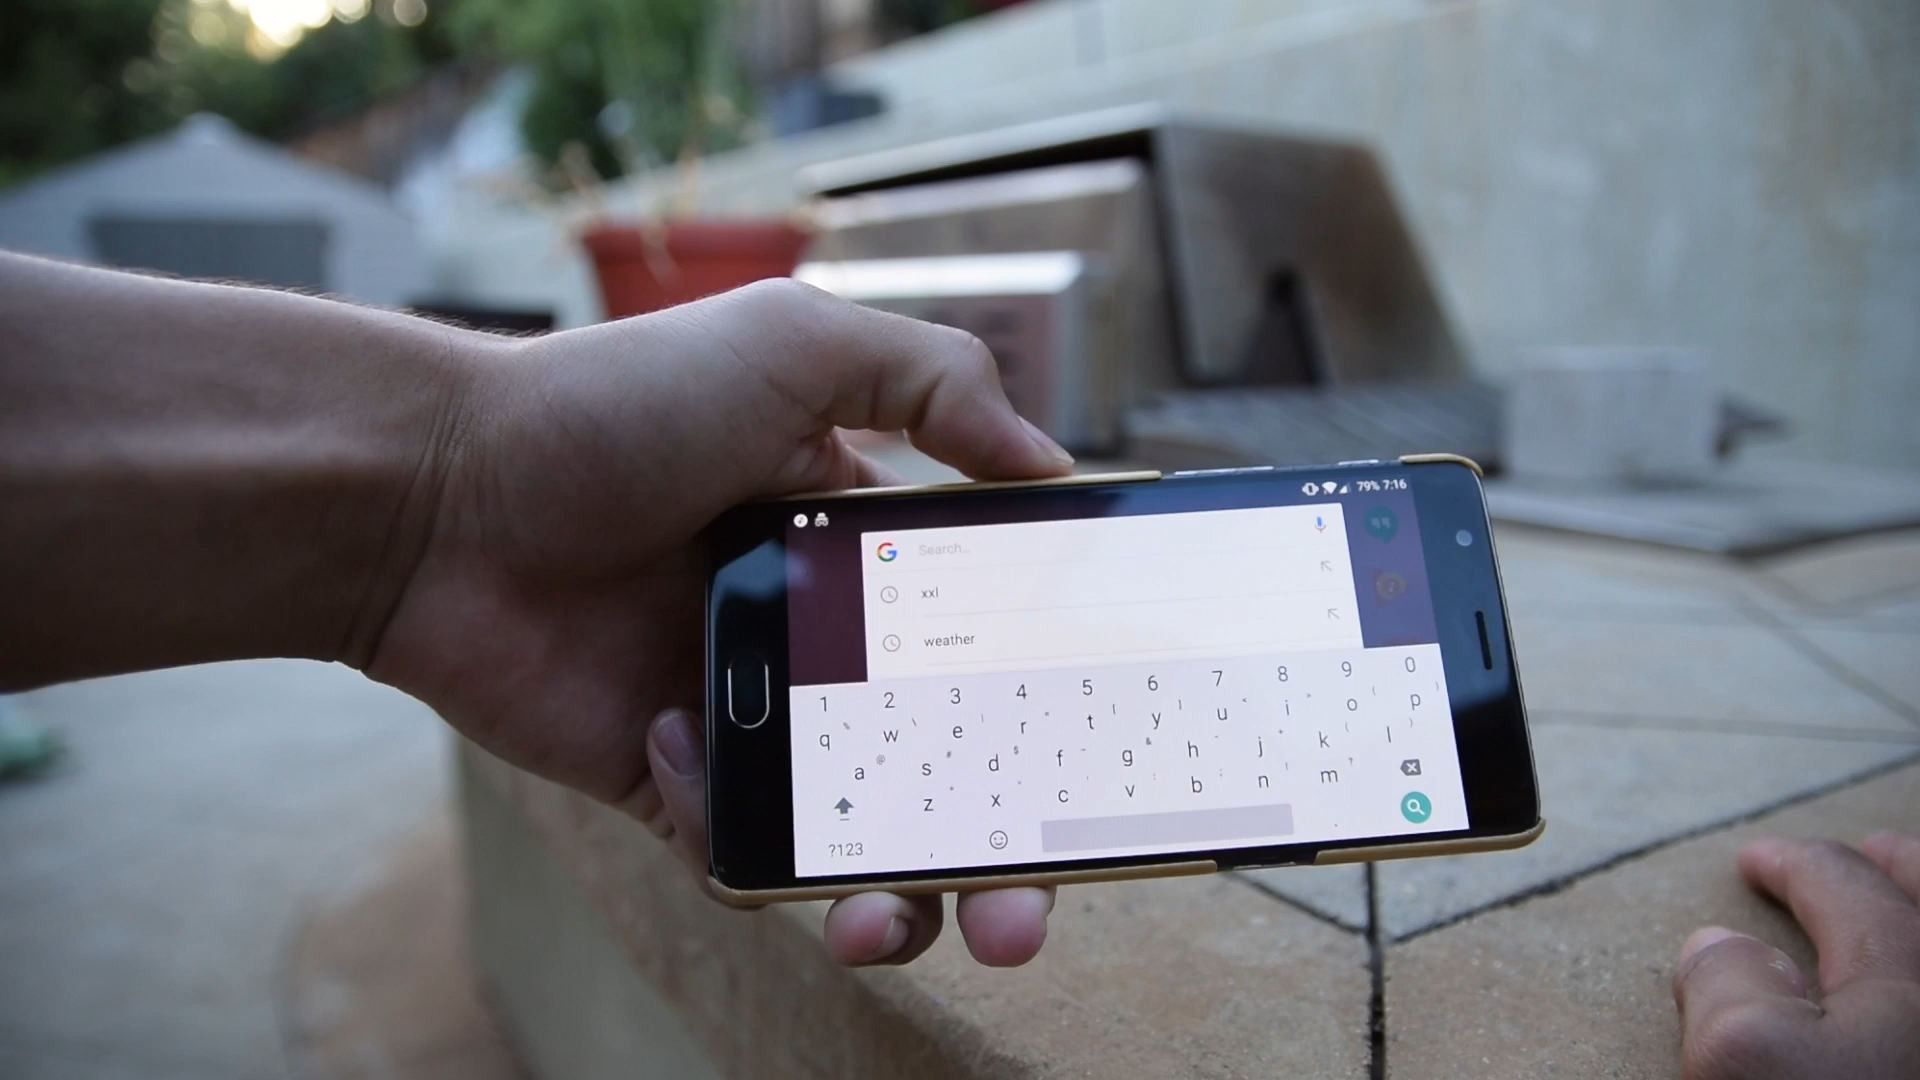 79% 7:16
G Search...
xxl
weather
1 2 3 4 5 6 7 8 9 0
q w e r t y u i o p
a s d f g h j k l
z x c v b n m
?123 , .